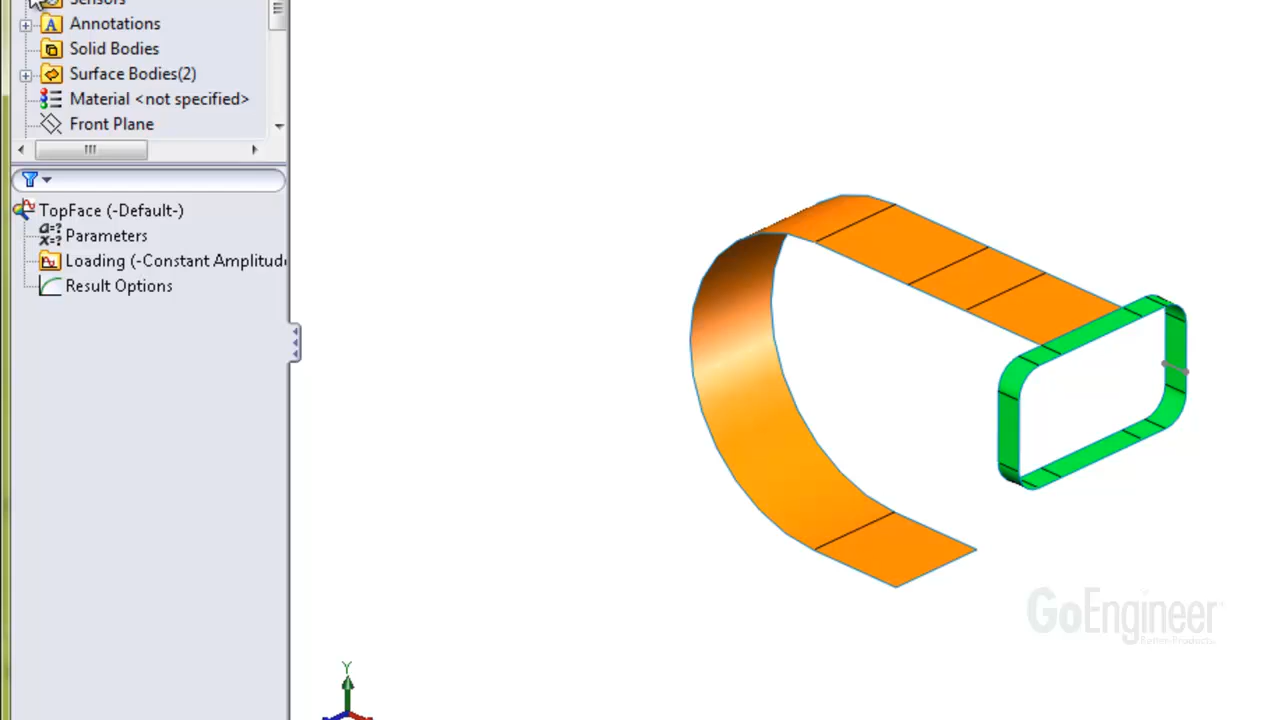 Sensors
Annotations
Solid Bodies
Surface Bodies(2)
Material <not specified>
Front Plane
TopFace (-Default-)
Parameters
Loading (-Constant Amplitude
Result Options
GoEngineer
Y